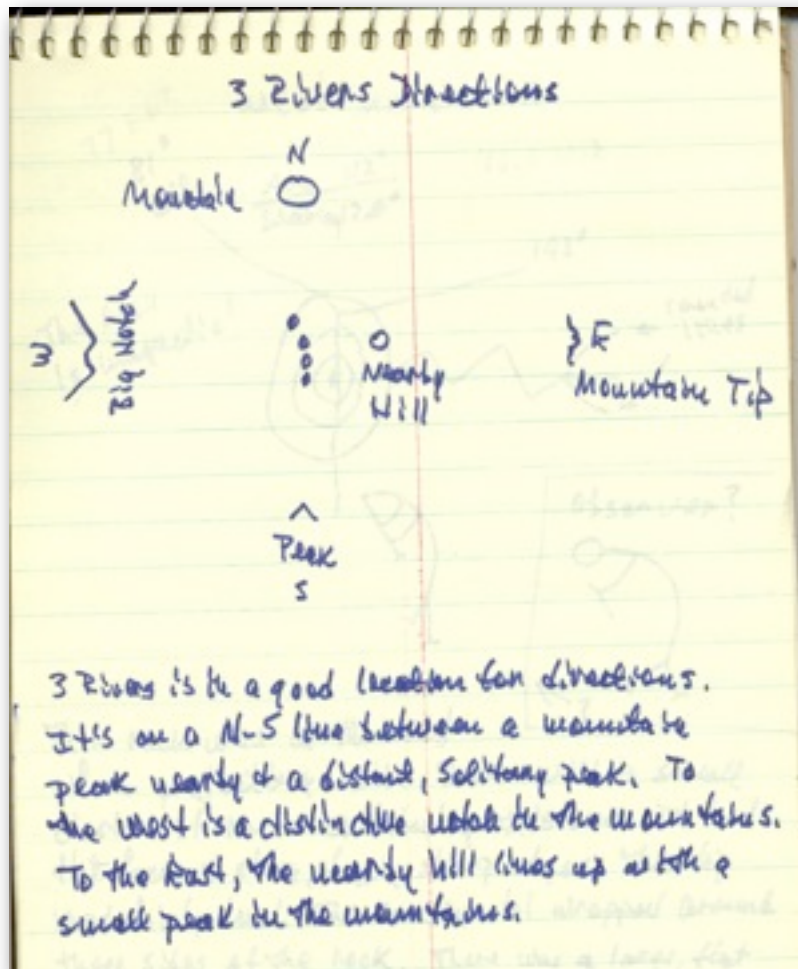 3 Rivers Directions
N
Mountain
W
Big Notch
Nearby
Hill
E
Mountain Tip
Peak
S
3 Rivers is in a good location for directions.
It's on a N-S line between a mountain
peak nearby & a distant, solitary peak. To
the West is a distinctive notch in the mountains.
To the East, the nearby hill lines up with a
small peak in the mountains.